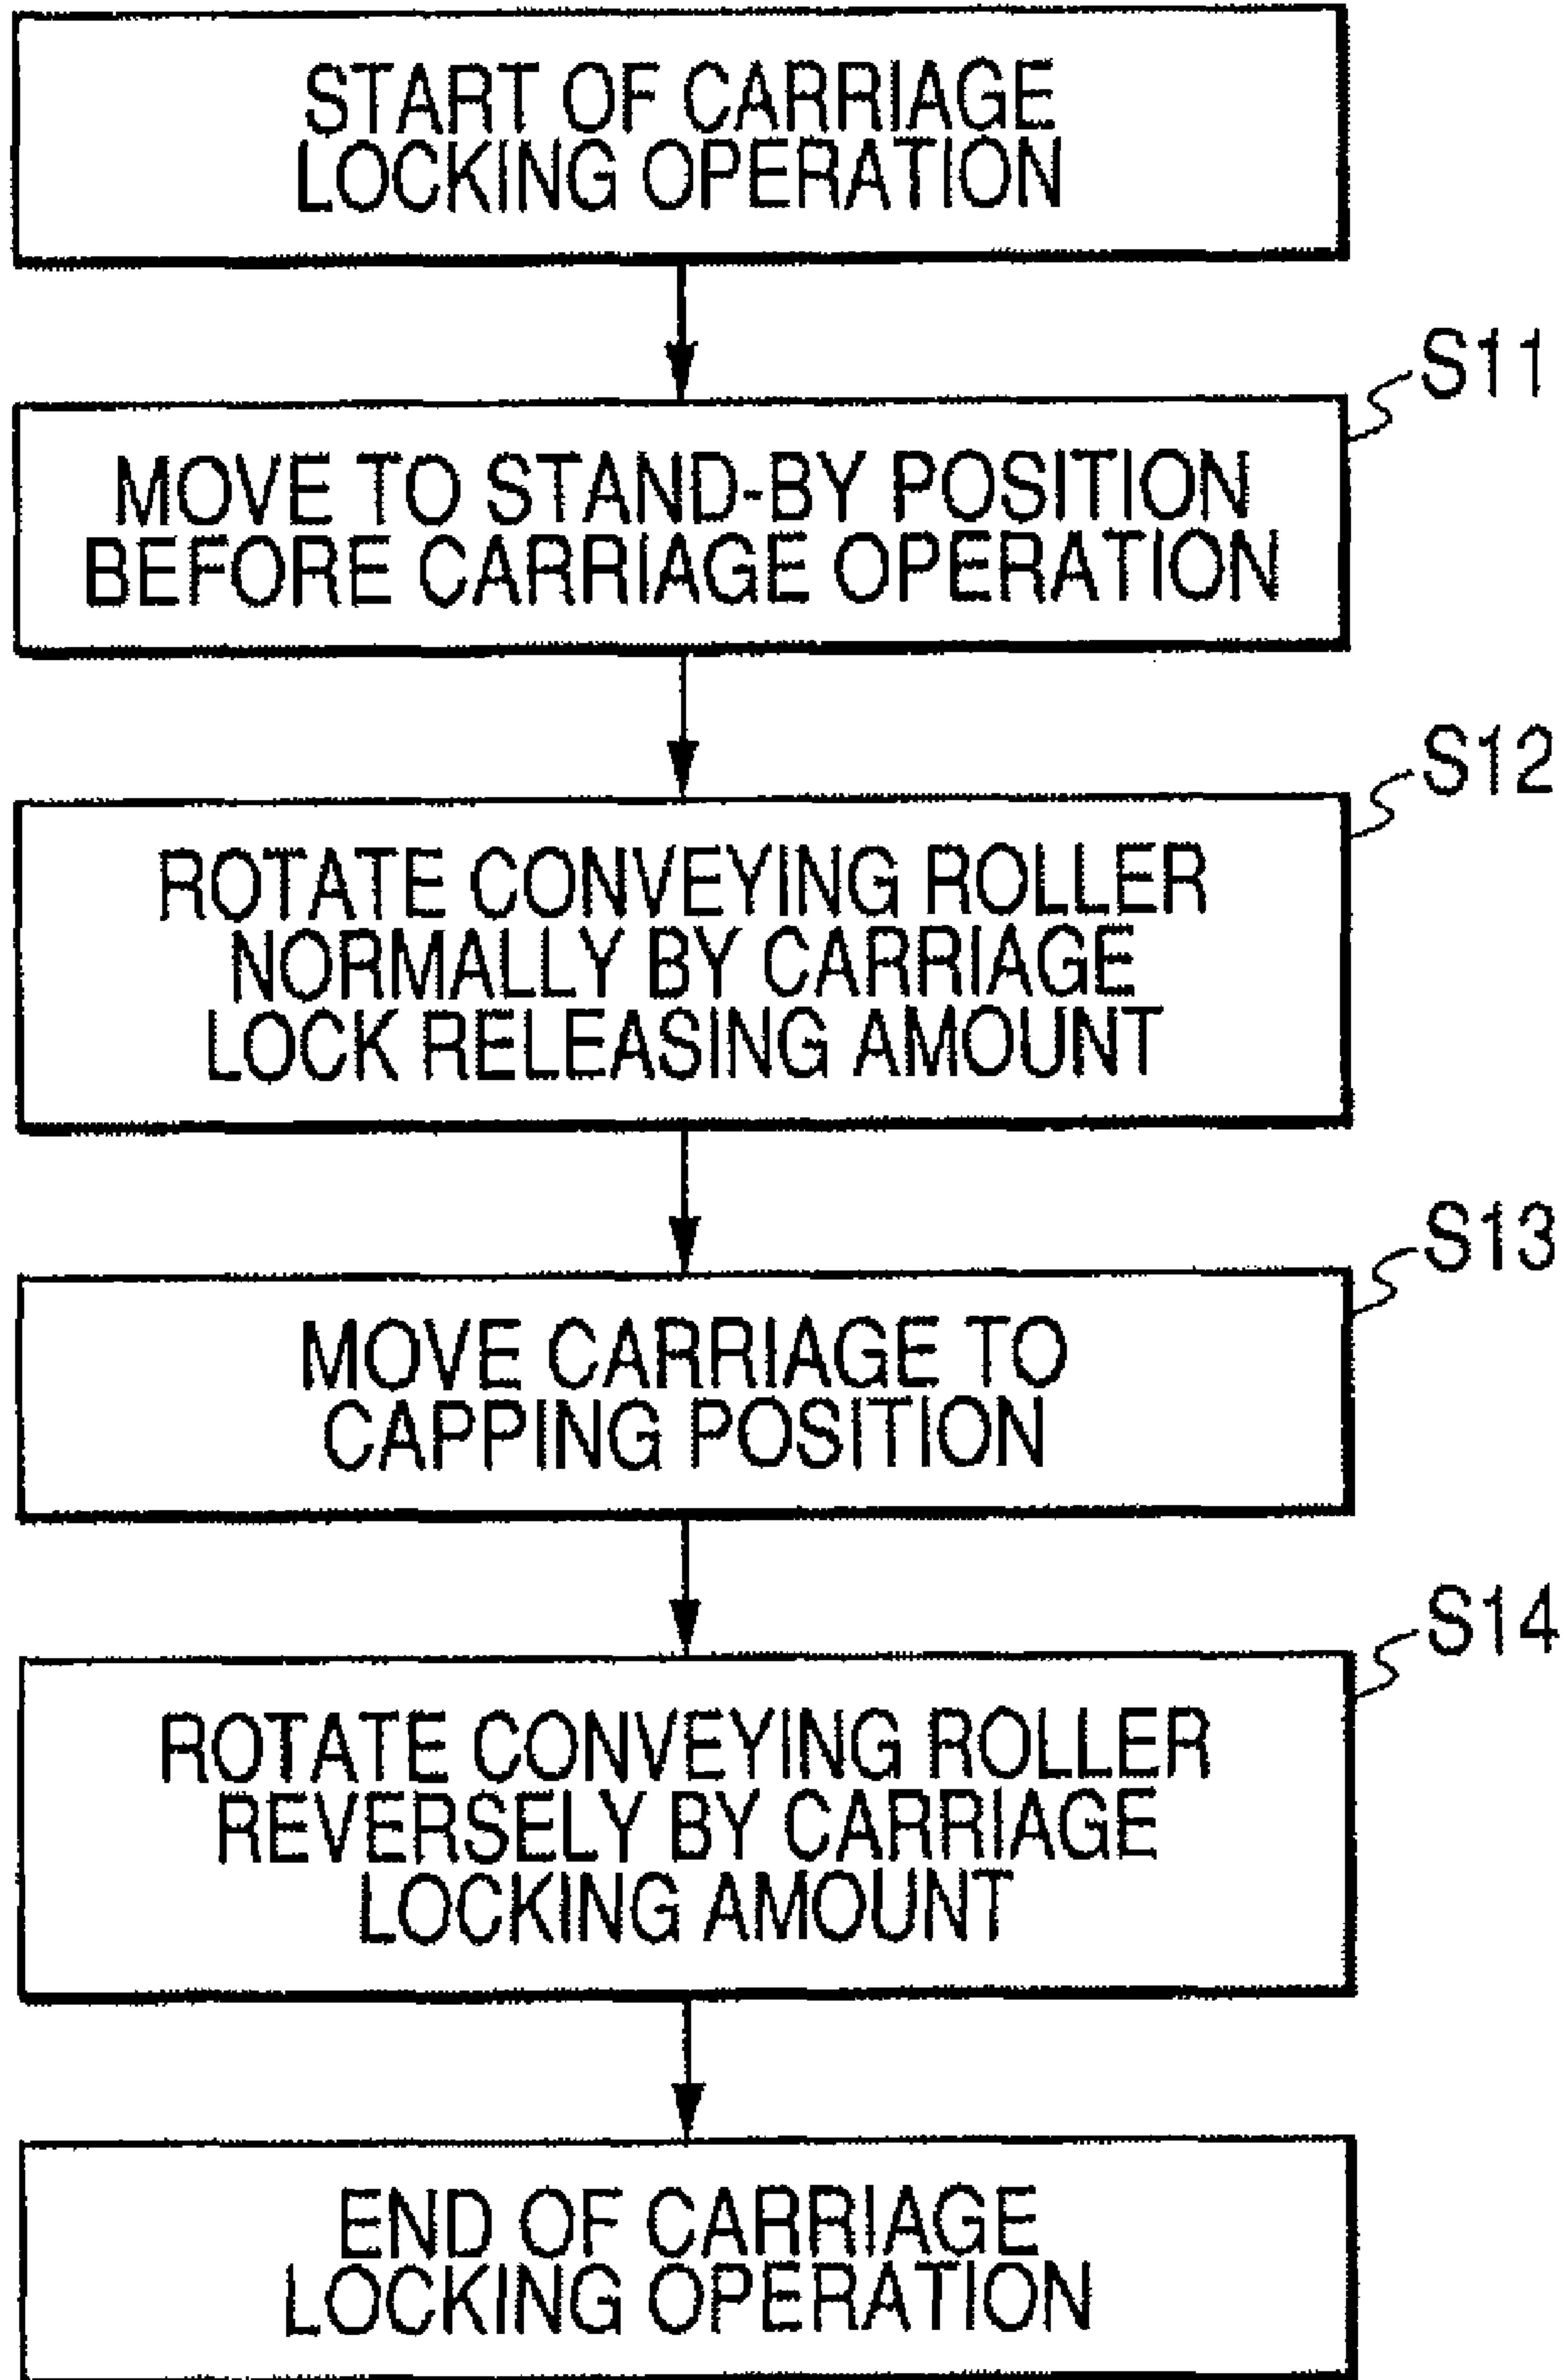 START OF CARRIAGE
LOCKING OPERATION
S11
MOVE TO STAND-BY POSITION
BEFORE CARRIAGE OPERATION
S12
ROTATE CONVEYING ROLLER
NORMALLY BY CARRIAGE
LOCK RELEASING AMOUNT
S13
MOVE CARRIAGE TO
CAPPING POSITION
S14
ROTATE CONVEYING ROLLER
REVERSELY BY CARRIAGE
LOCKING AMOUNT
END OF CARRIAGE
LOCKING OPERATION